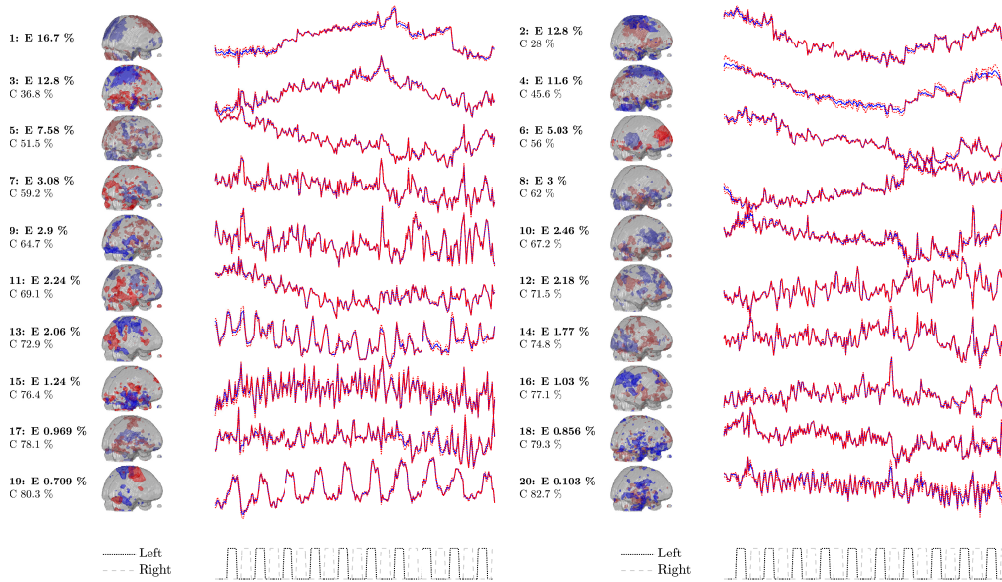 1: E 16.7 %
2: E 12.8 %
C 28 %
3: E 12.8 %
C 36.8 %
4: E 11.6 %
C 45.6 %
5: E 7.58 %
C 51.5 %
6: E 5.03 %
C 56 %
7: E 3.08 %
C 59.2 %
8: E 3 %
C 62 %
9: E 2.9 %
C 64.7 %
10: E 2.46 %
C 67.2 %
11: E 2.24 %
C 69.1 %
12: E 2.18 %
C 71.5 %
13: E 2.06 %
C 72.9 %
14: E 1.77 %
C 74.8 %
15: E 1.24 %
C 76.4 %
16: E 1.03 %
C 77.1 %
17: E 0.969 %
C 78.1 %
18: E 0.856 %
C 79.3 %
19: E 0.700 %
C 80.3 %
20: E 0.103 %
C 82.7 %
Left
Right
Left
Right